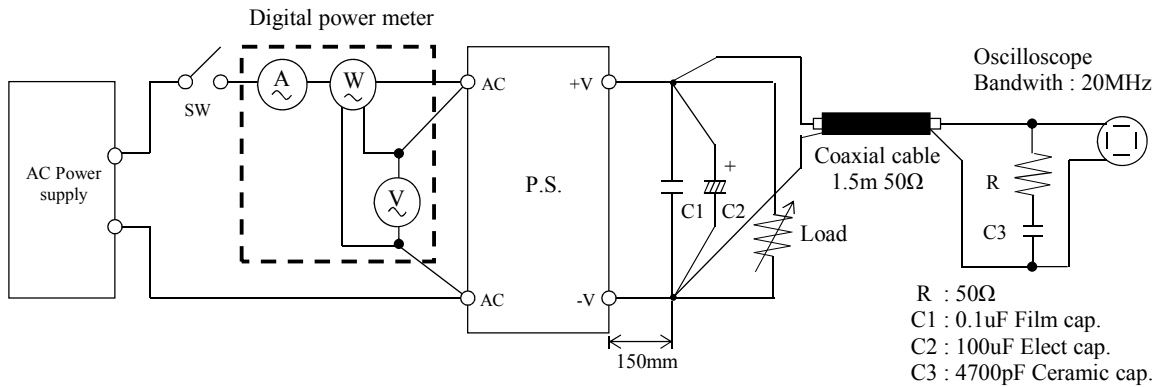 Digital power meter
Oscilloscope
Bandwith : 20MHz
A
W
AC
+V
SW
AC Power
supply
V
P.S.
C1
C2
+
Load
Coaxial cable
1.5m 50Ω
R
C3
AC
-V
150mm
R : 50Ω
C1 : 0.1uF Film cap.
C2 : 100uF Elect cap.
C3 : 4700pF Ceramic cap.